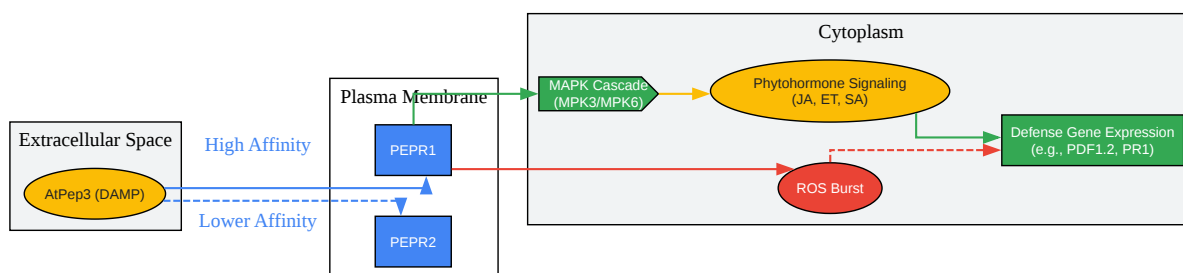 Extracellular Space
AtPep3 (DAMP)
High Affinity
Lower Affinity
Plasma Membrane
PEPR1
PEPR2
Cytoplasm
MAPK Cascade
(MPK3/MPK6)
Phytohormone Signaling
(JA, ET, SA)
ROS Burst
Defense Gene Expression
(e.g., PDF1.2, PR1)